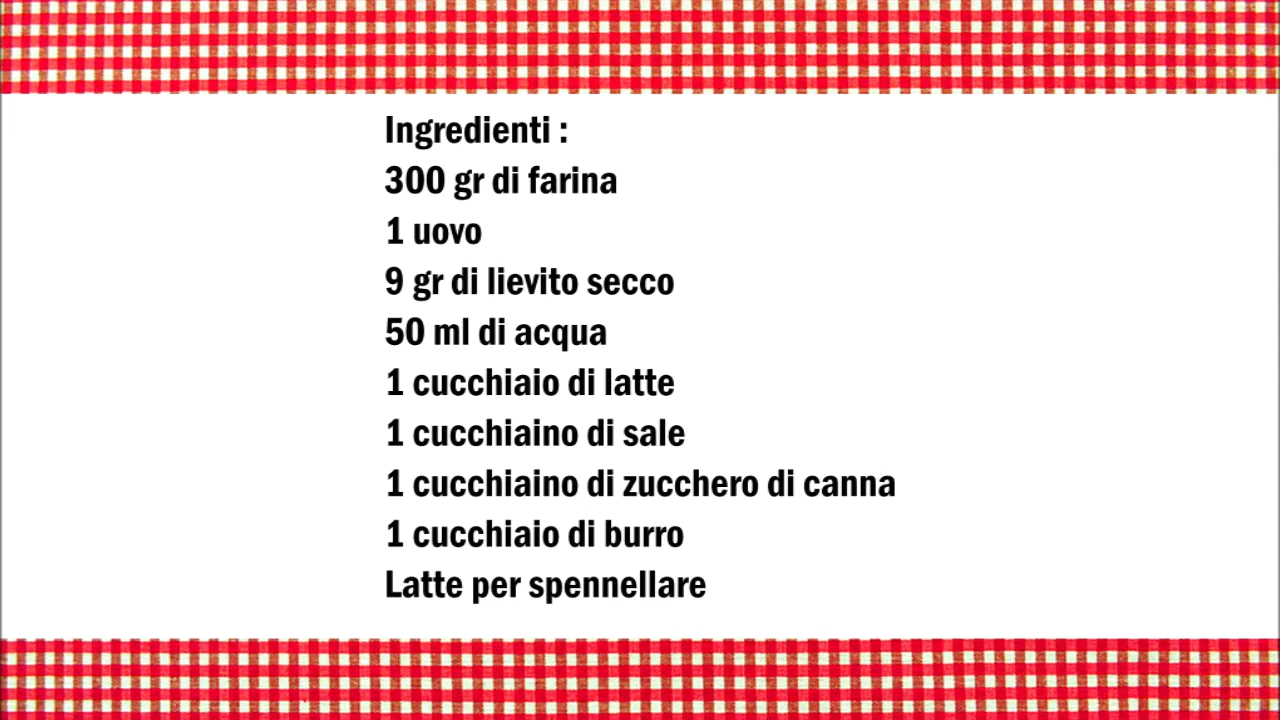 Ingredienti :
300 gr di farina
1 uovo
9 gr di lievito secco
50 ml di acqua
1 cucchiaio di latte
1 cucchiaino di sale
1 cucchiaino di zucchero di canna
1 cucchiaio di burro
Latte per spennellare